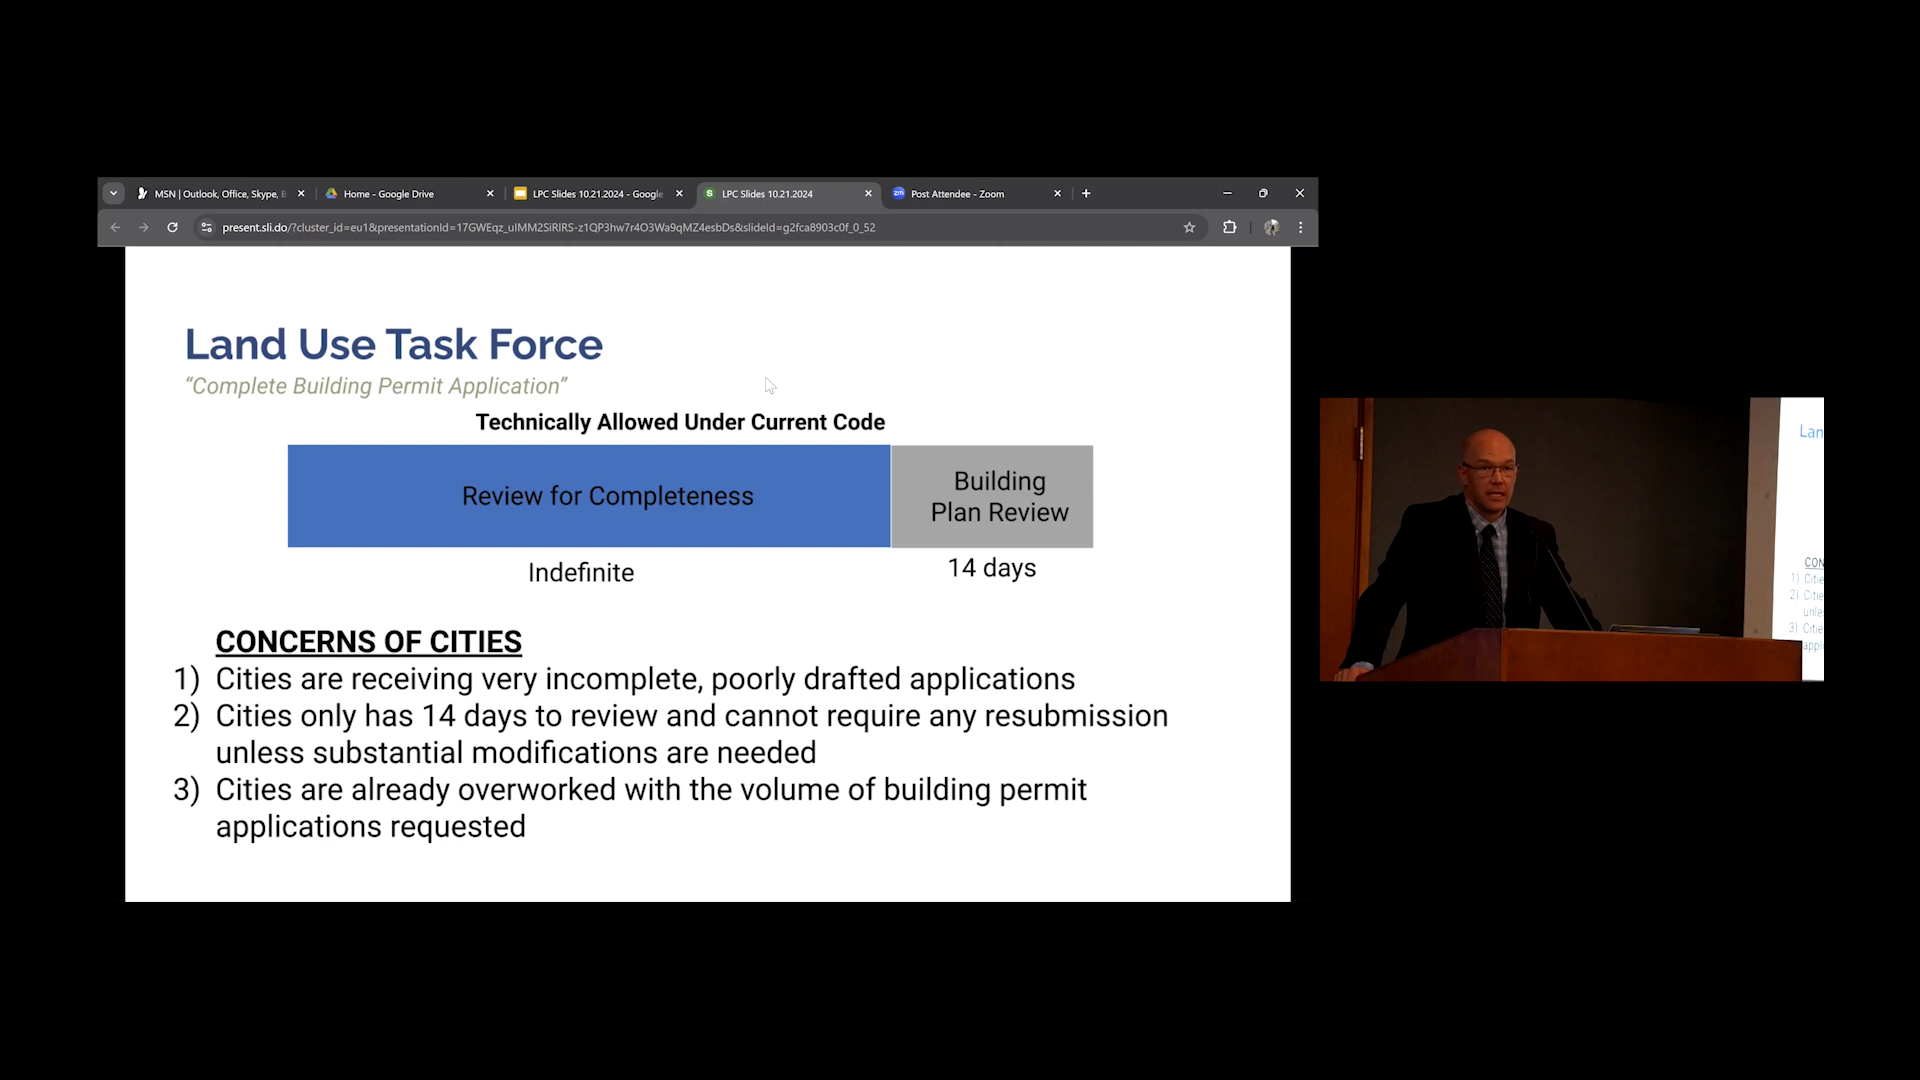 MSN | Outlook, Office, Skype,
Home - Google Drive
LPC Slides 10.21.2024 - Google
LPC Slides 10.21.2024
zm
Post Attendee - Zoom
present.sli.do/?cluster_id=eu1&presentationId=17GWEqz_uIMM2SiRIRS-z1QP3hw7r4O3Wa9qMZ4esbDs&slideId=g2fca8903c0f_0_52
Land Use Task Force
“Complete Building Permit Application”
Technically Allowed Under Current Code
Review for Completeness
Building
Plan Review
Indefinite
14 days
CONCERNS OF CITIES
1) Cities are receiving very incomplete, poorly drafted applications
2) Cities only has 14 days to review and cannot require any resubmission
unless substantial modifications are needed
3) Cities are already overworked with the volume of building permit
applications requested